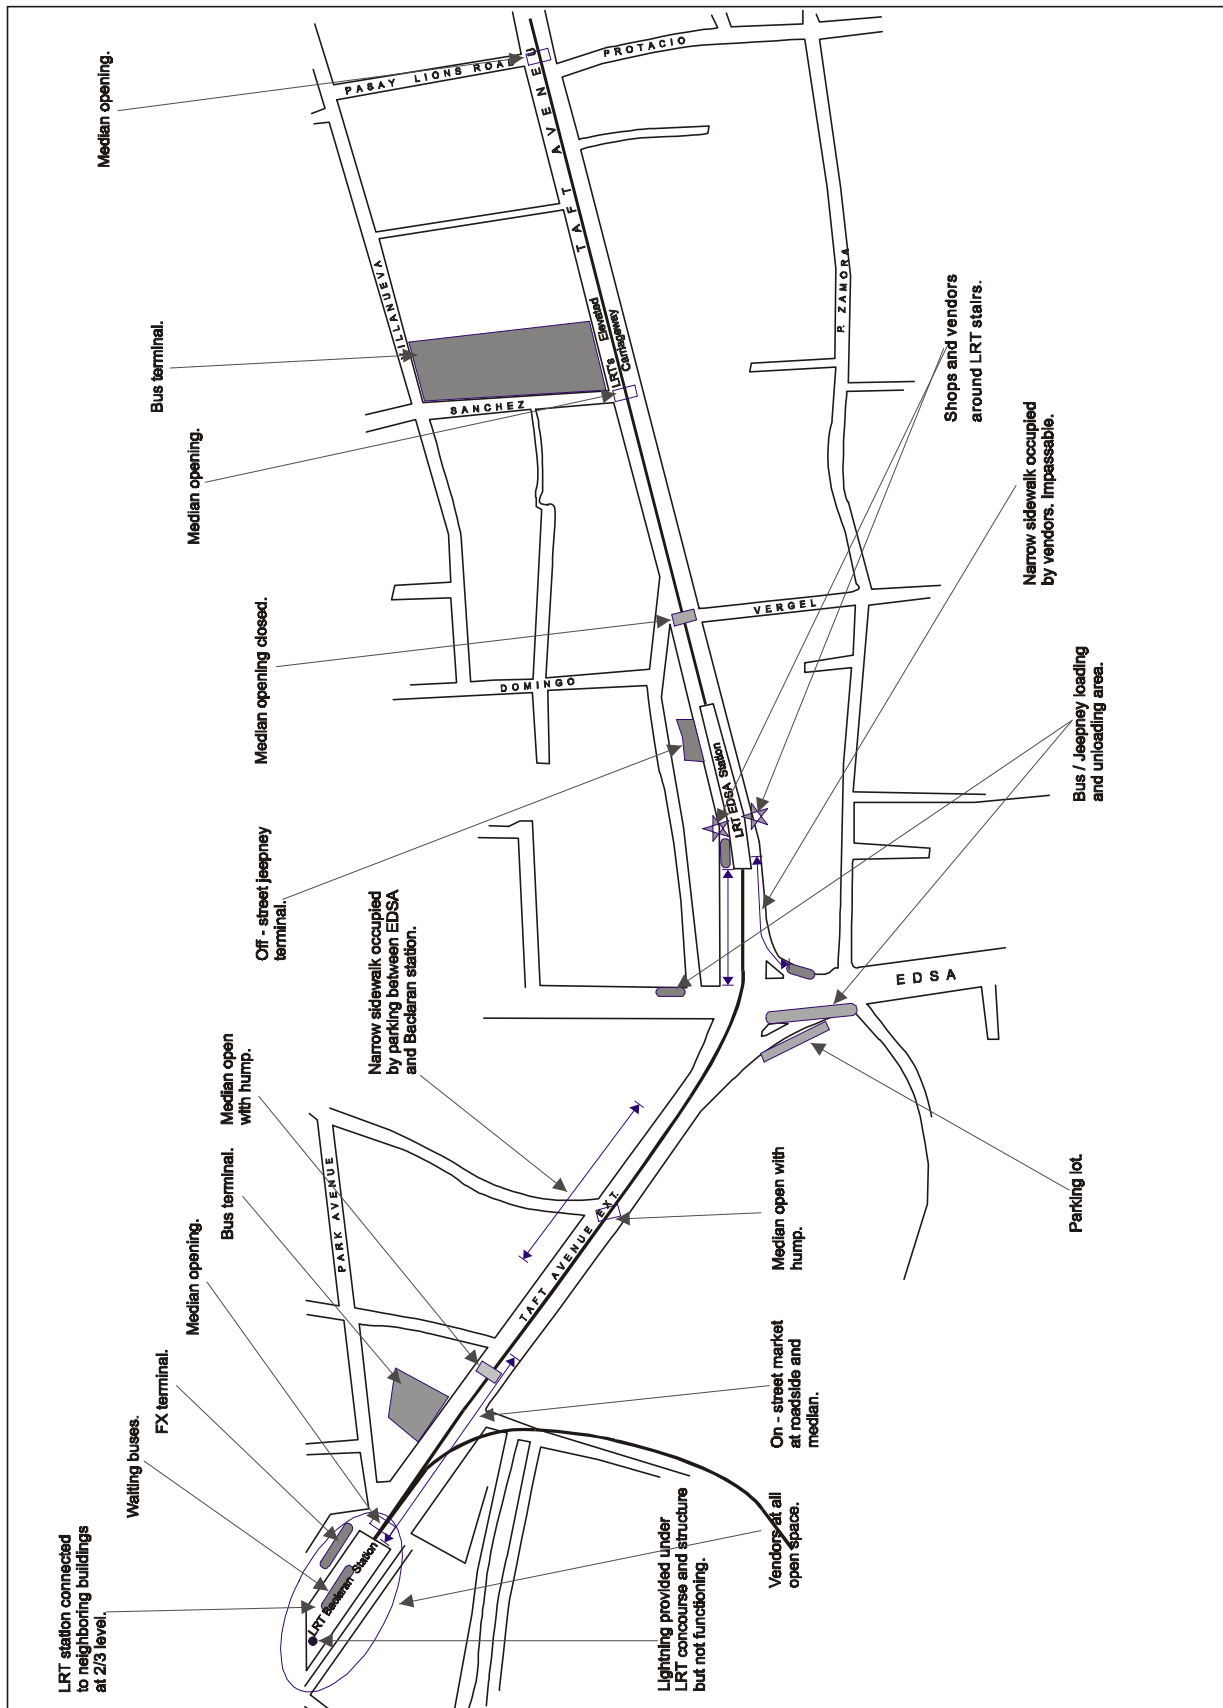 Median opening.
PASAY LIONS ROAD
PROTACIO
TAFT AVENEU
VILLANUEVA
Bus terminal.
LRT's Elevated
Carriageway
P. ZAMORA
SANCHEZ
Median opening.
Shops and vendors
around LRT stairs.
Narrow sidewalk occupied
by vendors. Impassable.
Median opening closed.
VERGEL
DOMINGO
Bus / Jeepney loading
and unloading area.
Off - street jeepney
terminal.
LRT EDSA Station
Narrow sidewalk occupied
by parking between EDSA
and Baclaran station.
EDSA
Median open
with hump.
Bus terminal.
PARK AVENUE
TAFT AVENUE EXT.
Median open with
hump.
Parking lot.
Median opening.
FX terminal.
Waiting buses.
On - street market
at roadside and
median.
LRT station connected
to neighboring buildings
at 2/3 level.
LRT Baclaran Station
Lightning provided under
LRT concourse and structure
but not functioning.
Vendors at all
open space.